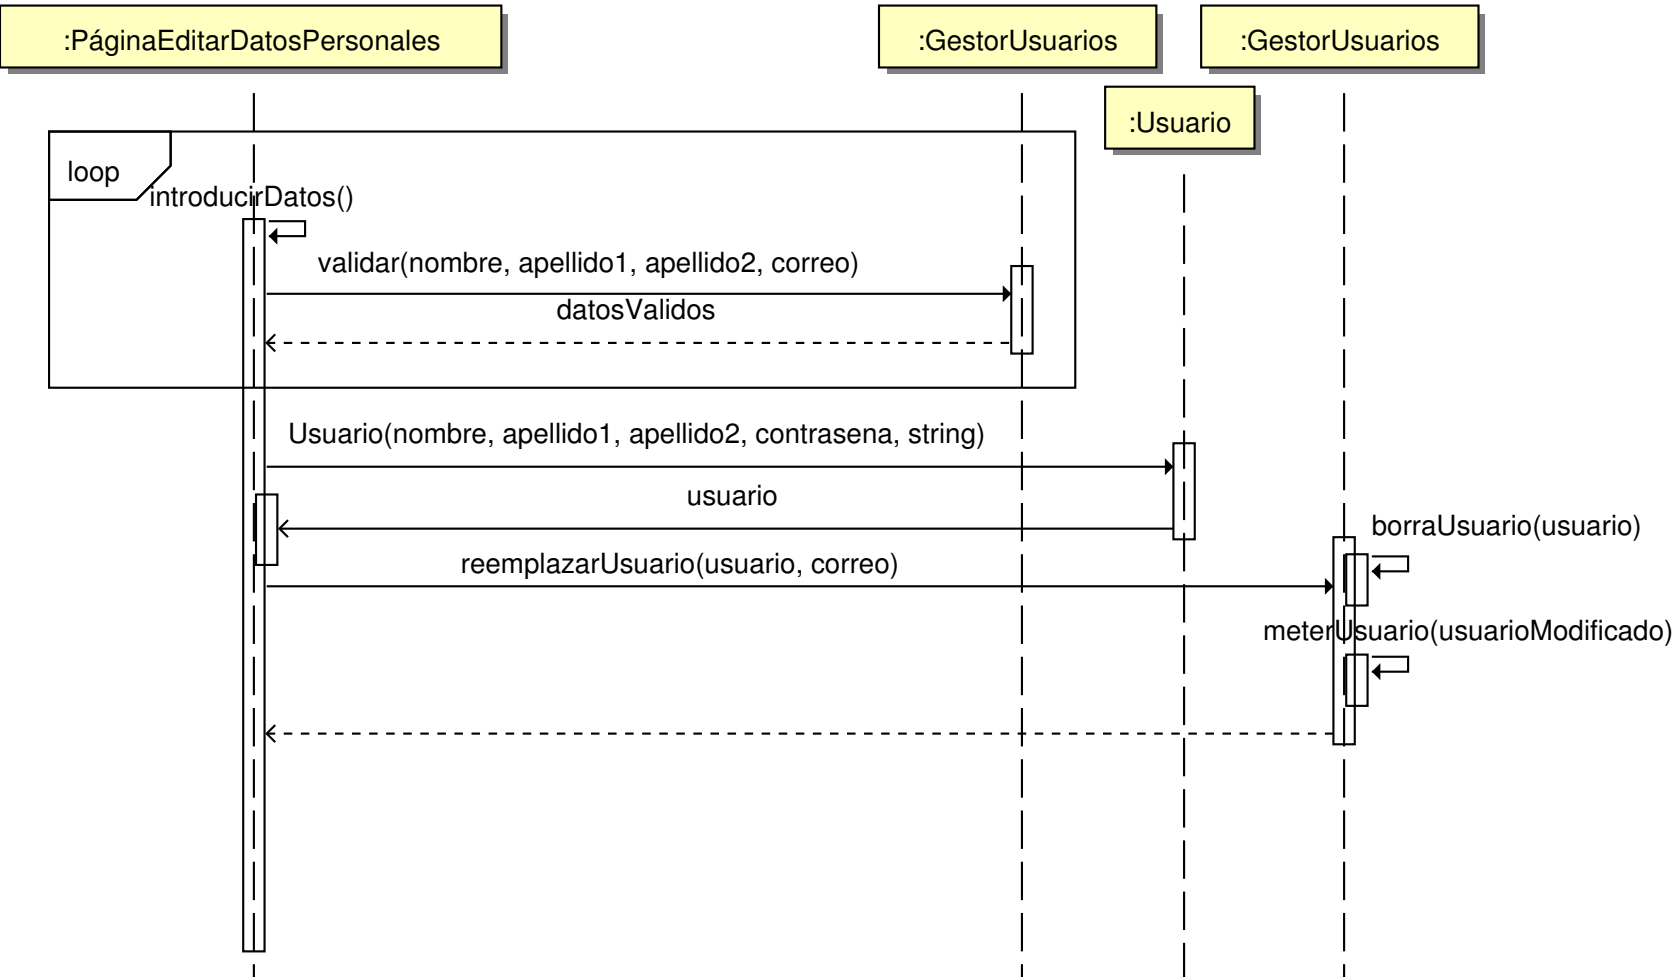 :PáginaEditarDatosPersonales
:GestorUsuarios
:GestorUsuarios
:Usuario
loop
introducirDatos()
validar(nombre, apellido1, apellido2, correo)
datosValidos
Usuario(nombre, apellido1, apellido2, contrasena, string)
usuario
borraUsuario(usuario)
reemplazarUsuario(usuario, correo)
meterUsuario(usuarioModificado)